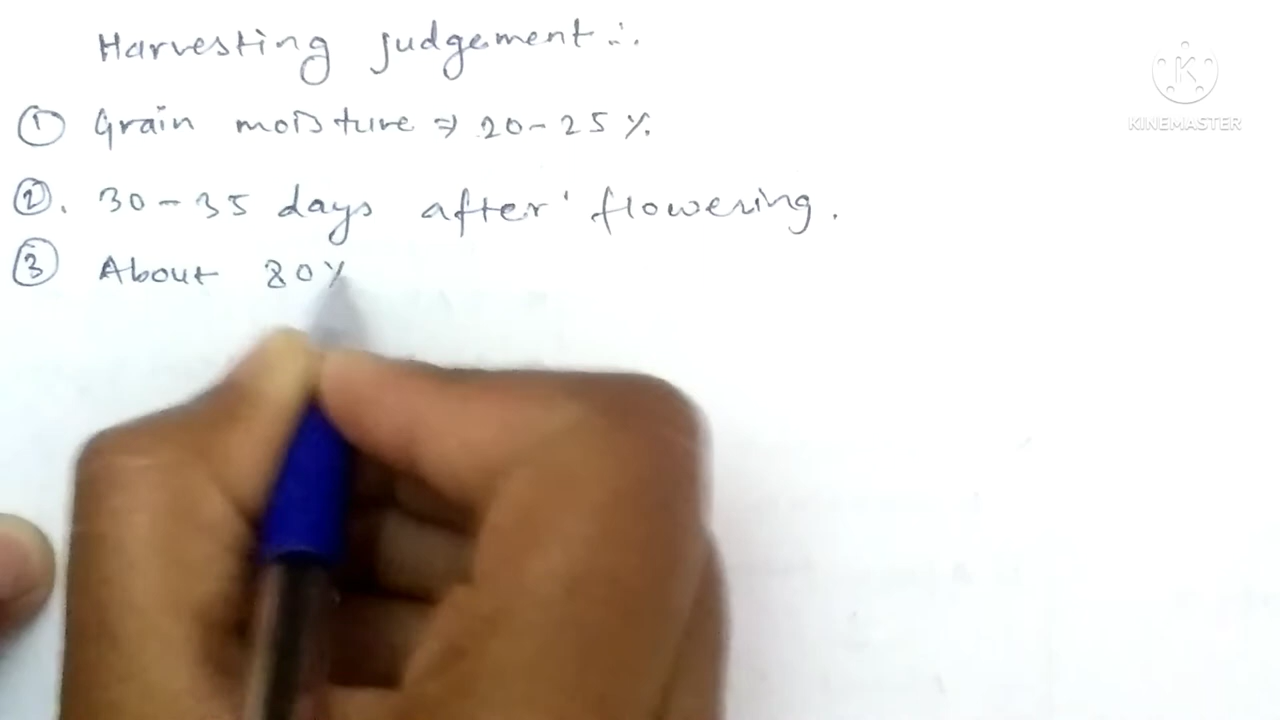 Harvesting judgement :.
① Grain moisture ⇒ 20-25 %.
②. 30-35 days after flowering.
③ About 80%
K
KINEMASTER